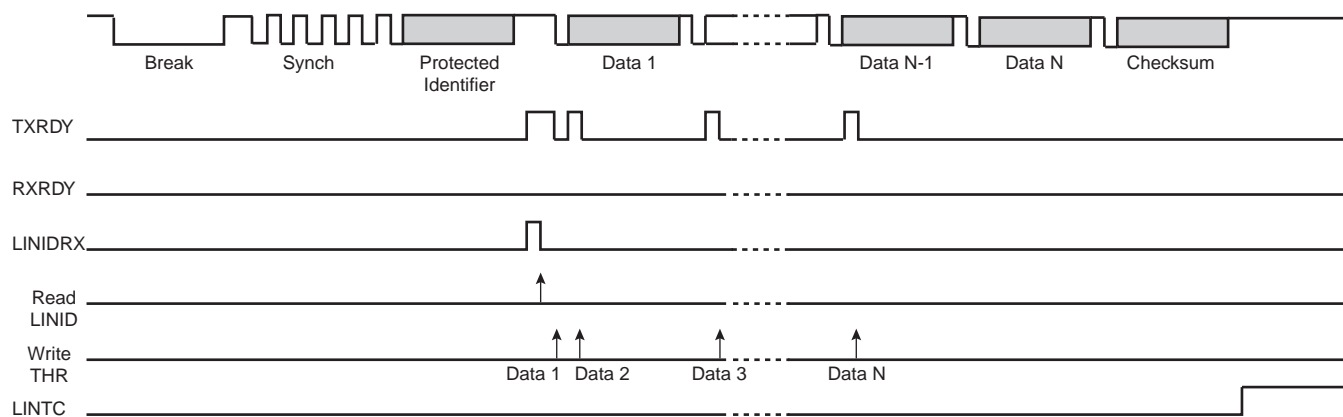 Break
Synch
Protected
Identifier
Data 1
Data N-1
Data N
Checksum
TXRDY
RXRDY
LINIDRX
Read
LINID
Write
THR
Data 1
Data 2
Data 3
Data N
LINTC